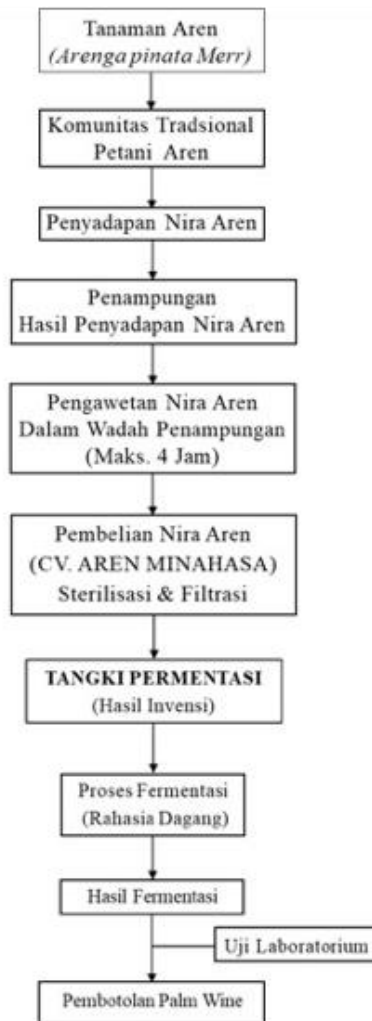 Tanaman Aren
(Arenga pinata Merr)
Komunitas Tradsional
Petani Aren
Penyadapan Nira Aren
Penampungan
Hasil Penyadapan Nira Aren
Pengawetan Nira Aren
Dalam Wadah Penampungan
(Maks. 4 Jam)
Pembelian Nira Aren
(CV. AREN MINAHASA)
Sterilisasi & Filtrasi
TANGKI PERMENTASI
(Hasil Invensi)
Proses Fermentasi
(Rahasia Dagang)
Hasil Fermentasi
Uji Laboratorium
Pembotolan Palm Wine